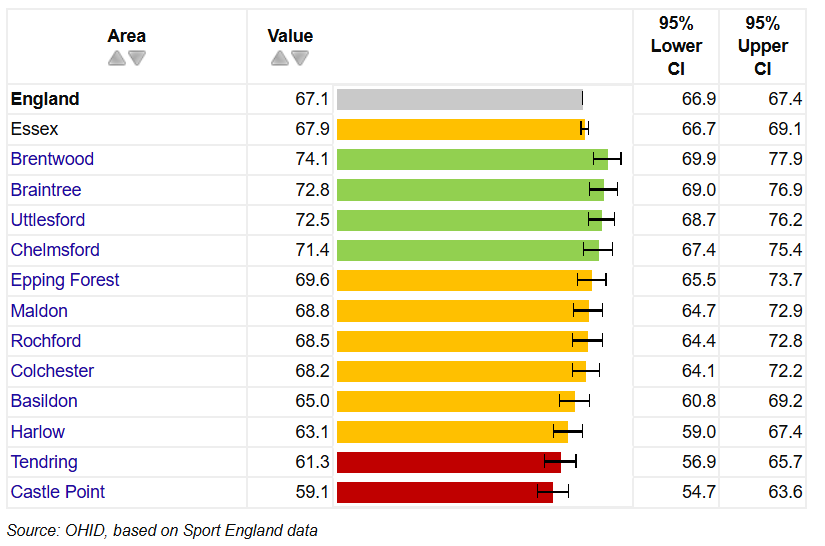 Area Value 95% Lower CI 95% Upper CI
England 67.1 66.9 67.4
Essex 67.9 66.7 69.1
Brentwood 74.1 69.9 77.9
Braintree 72.8 69.0 76.9
Uttlesford 72.5 68.7 76.2
Chelmsford 71.4 67.4 75.4
Epping Forest 69.6 65.5 73.7
Maldon 68.8 64.7 72.9
Rochford 68.5 64.4 72.8
Colchester 68.2 64.1 72.2
Basildon 65.0 60.8 69.2
Harlow 63.1 59.0 67.4
Tendring 61.3 56.9 65.7
Castle Point 59.1 54.7 63.6
Source: OHID, based on Sport England data